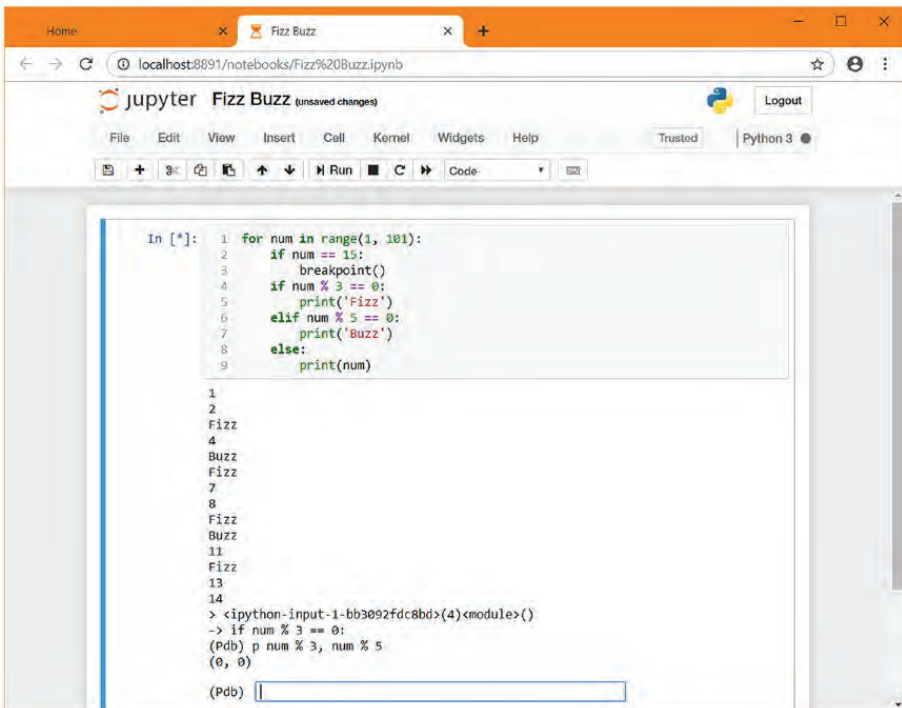 Home × Fizz Buzz × +
localhost:8891/notebooks/Fizz%20Buzz.ipynb
jupyter Fizz Buzz (unsaved changes) Logout
File Edit View Insert Cell Kernel Widgets Help Trusted Python 3
Run Code
In [*]: 1 for num in range(1, 101):
2 if num == 15:
3 breakpoint()
4 if num % 3 == 0:
5 print('Fizz')
6 elif num % 5 == 0:
7 print('Buzz')
8 else:
9 print(num)
1
2
Fizz
4
Buzz
Fizz
7
8
Fizz
Buzz
11
Fizz
13
14
> <ipython-input-1-bb3092fdc8bd>(4)<module>()
-> if num % 3 == 0:
(Pdb) p num % 3, num % 5
(0, 0)
(Pdb)